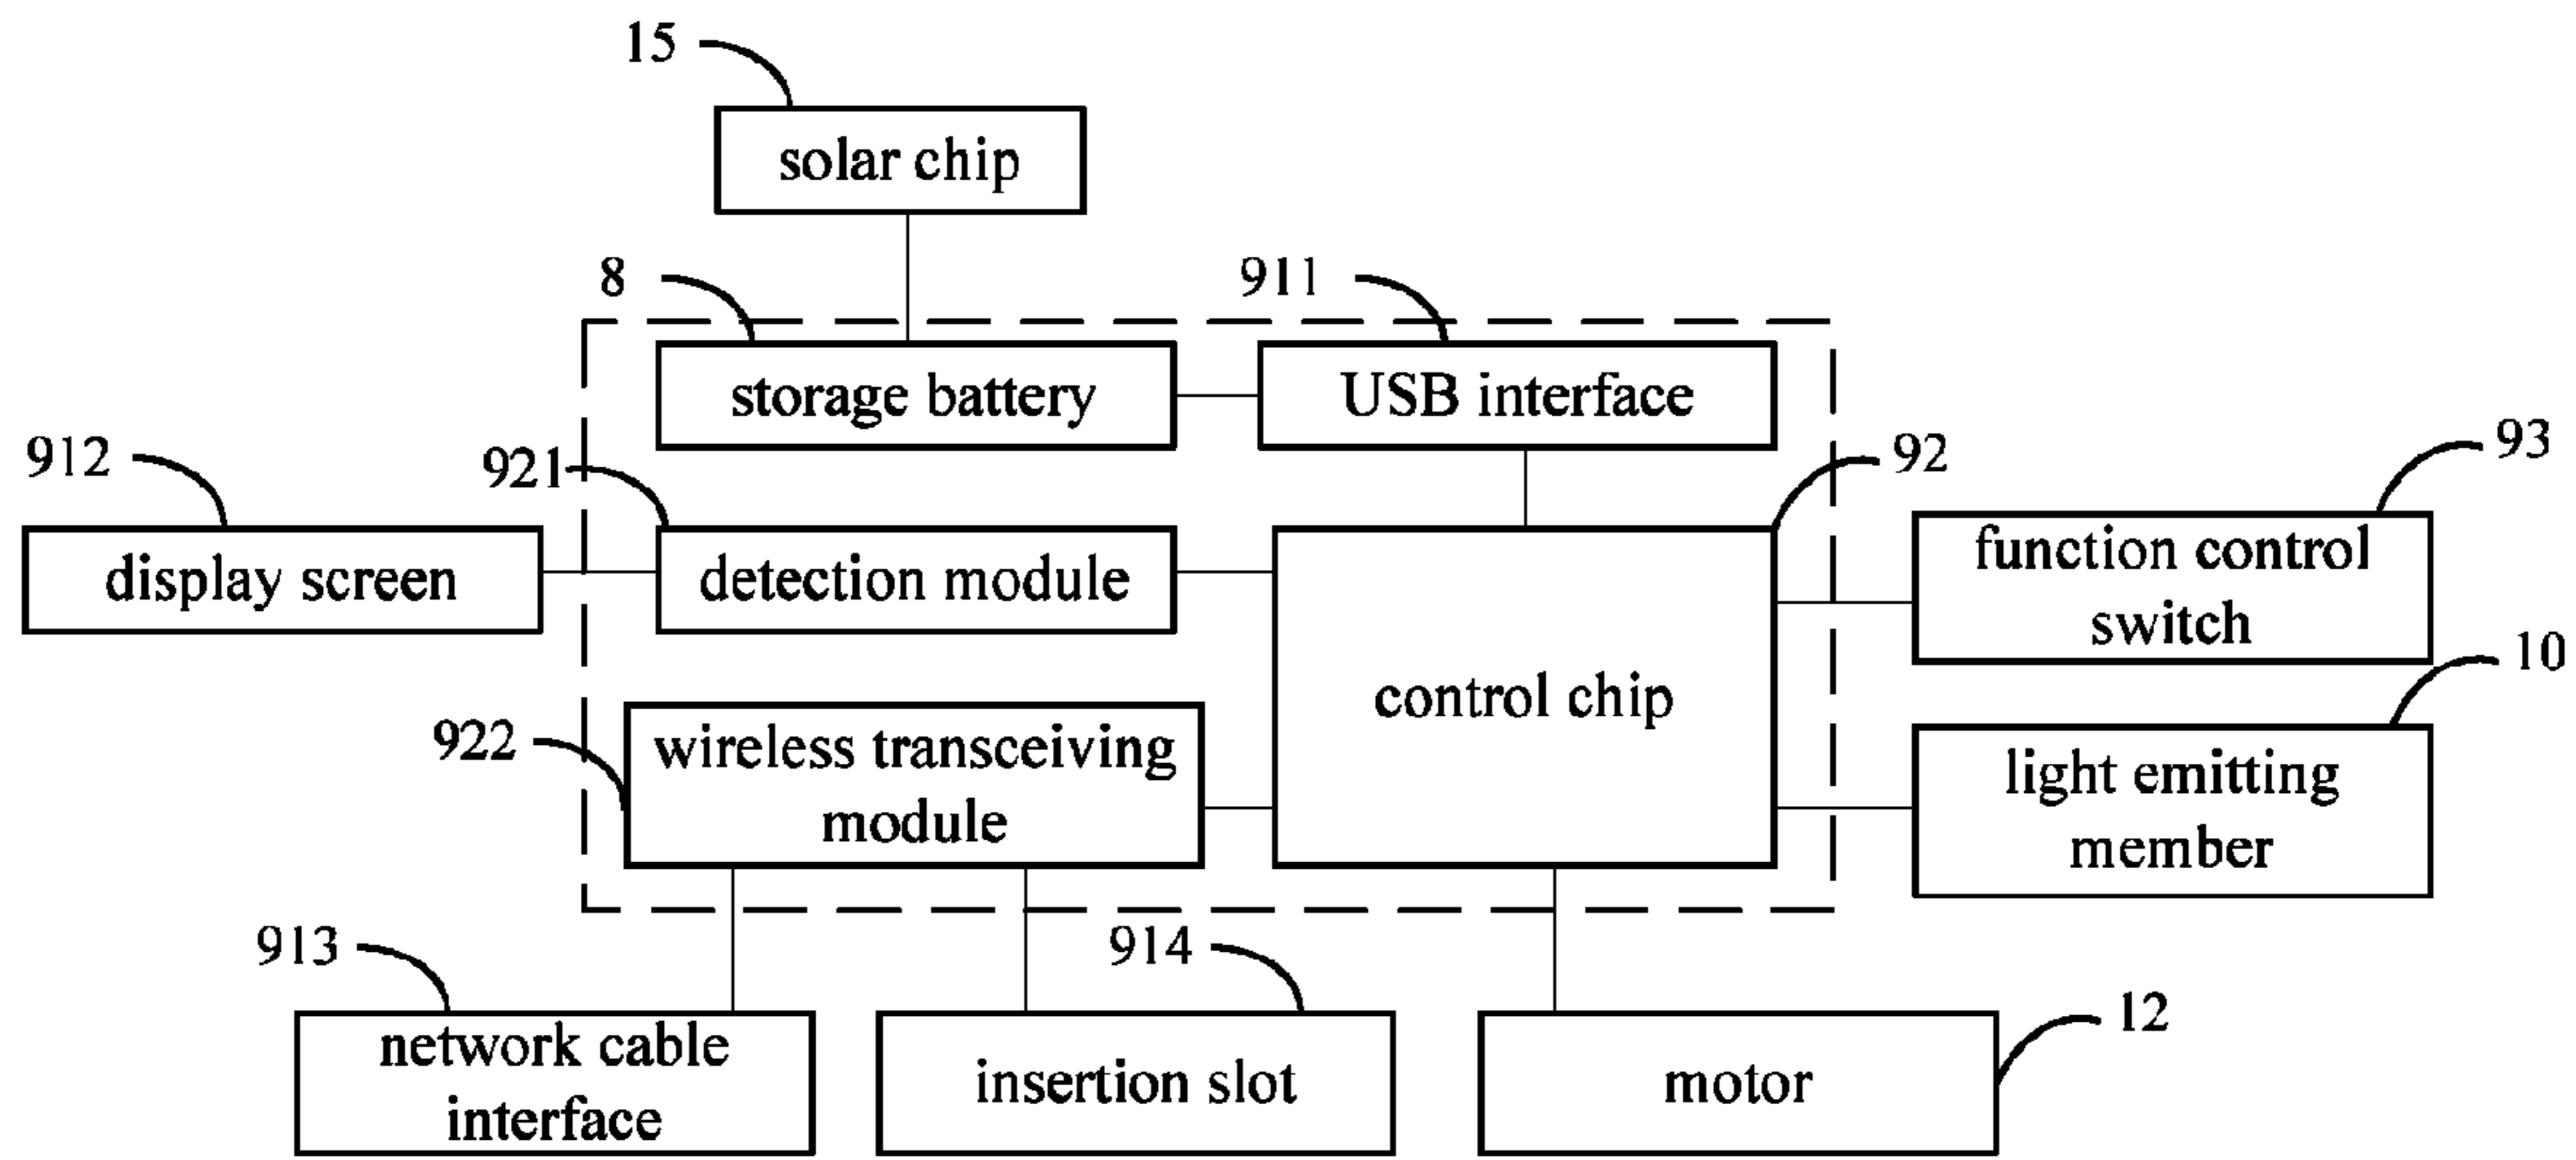 15
solar chip
8
911
storage battery
USB interface
912
921
92
93
display screen
detection module
function control
switch
control chip
10
922
wireless transceiving
module
light emitting
member
913
914
12
network cable
interface
insertion slot
motor